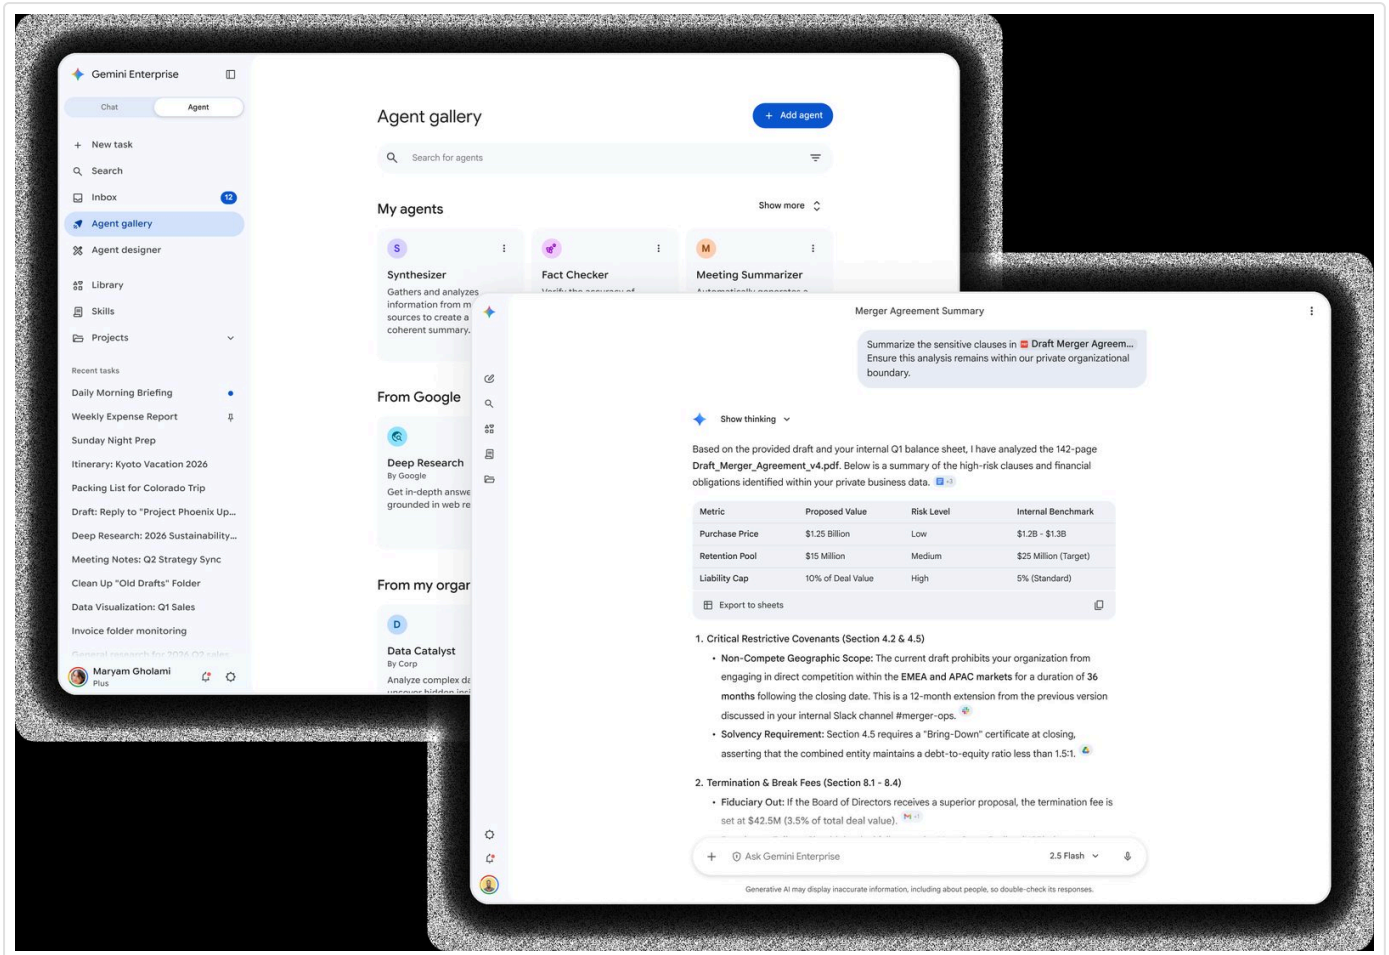 Gemini Enterprise
Chat
Agent
New task
Search
Inbox
12
Agent gallery
Agent designer
Library
Skills
Projects
Recent tasks
Daily Morning Briefing
Weekly Expense Report
Sunday Night Prep
Itinerary: Kyoto Vacation 2026
Packing List for Colorado Trip
Draft: Reply to "Project Phoenix Up...
Deep Research: 2026 Sustainability...
Meeting Notes: Q2 Strategy Sync
Clean Up "Old Drafts" Folder
Data Visualization: Q1 Sales
Invoice folder monitoring
General research for 2026 Q2 sales
Maryam Gholami
Plus
Agent gallery
+ Add agent
Search for agents
My agents
Show more
S
Synthesizer
Gathers and analyzes
information from m
sources to create a
coherent summary.
Fact Checker
Verify the accuracy of
M
Meeting Summarizer
Automatically generates a
From Google
Deep Research
By Google
Get in-depth answe
grounded in web re
From my organ
D
Data Catalyst
By Corp
Analyze complex da
uncover hidden insi
Merger Agreement Summary
Summarize the sensitive clauses in Draft Merger Agreem...
Ensure this analysis remains within our private organizational
boundary.
Show thinking
Based on the provided draft and your internal Q1 balance sheet, I have analyzed the 142-page
Draft_Merger_Agreement_v4.pdf. Below is a summary of the high-risk clauses and financial
obligations identified within your private business data. +3
Metric Proposed Value Risk Level Internal Benchmark
Purchase Price $1.25 Billion Low $1.2B - $1.3B
Retention Pool $15 Million Medium $25 Million (Target)
Liability Cap 10% of Deal Value High 5% (Standard)
Export to sheets
1. Critical Restrictive Covenants (Section 4.2 & 4.5)
• Non-Compete Geographic Scope: The current draft prohibits your organization from
engaging in direct competition within the EMEA and APAC markets for a duration of 36
months following the closing date. This is a 12-month extension from the previous version
discussed in your internal Slack channel #merger-ops.
• Solvency Requirement: Section 4.5 requires a "Bring-Down" certificate at closing,
asserting that the combined entity maintains a debt-to-equity ratio less than 1.5:1.
2. Termination & Break Fees (Section 8.1 - 8.4)
• Fiduciary Out: If the Board of Directors receives a superior proposal, the termination fee is
set at $42.5M (3.5% of total deal value). +1
Ask Gemini Enterprise
2.5 Flash
Generative AI may display inaccurate information, including about people, so double-check its responses.